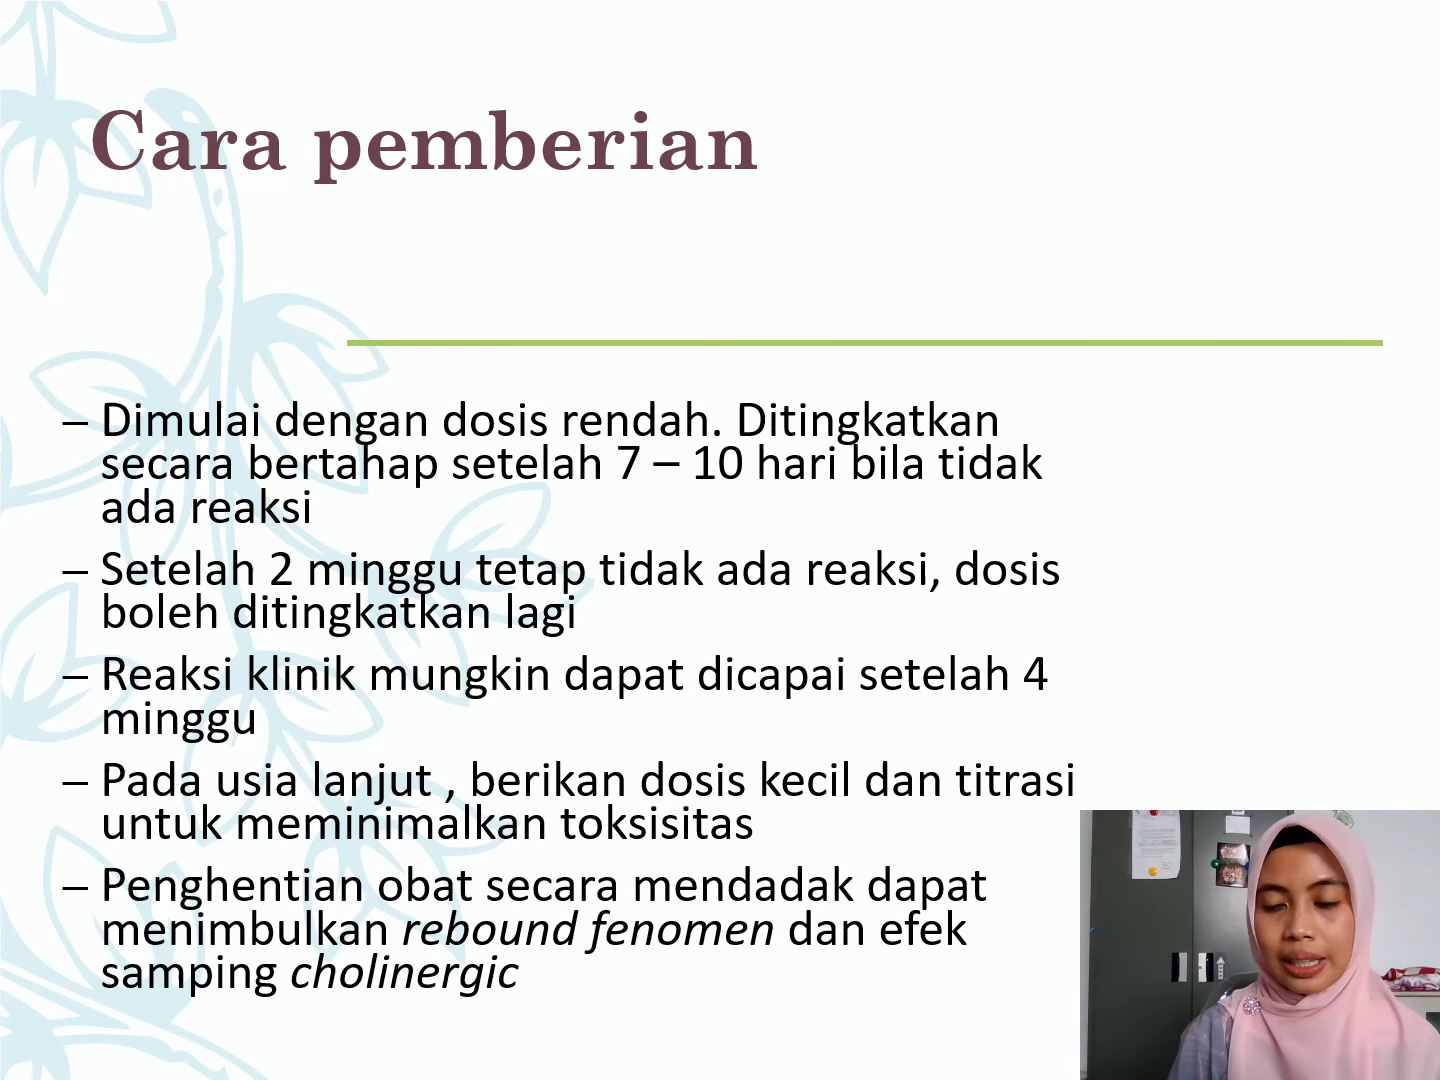 Cara pemberian
– Dimulai dengan dosis rendah. Ditingkatkan
secara bertahap setelah 7 – 10 hari bila tidak
ada reaksi
– Setelah 2 minggu tetap tidak ada reaksi, dosis
boleh ditingkatkan lagi
– Reaksi klinik mungkin dapat dicapai setelah 4
minggu
– Pada usia lanjut , berikan dosis kecil dan titrasi
untuk meminimalkan toksisitas
– Penghentian obat secara mendadak dapat
menimbulkan rebound fenomen dan efek
samping cholinergic